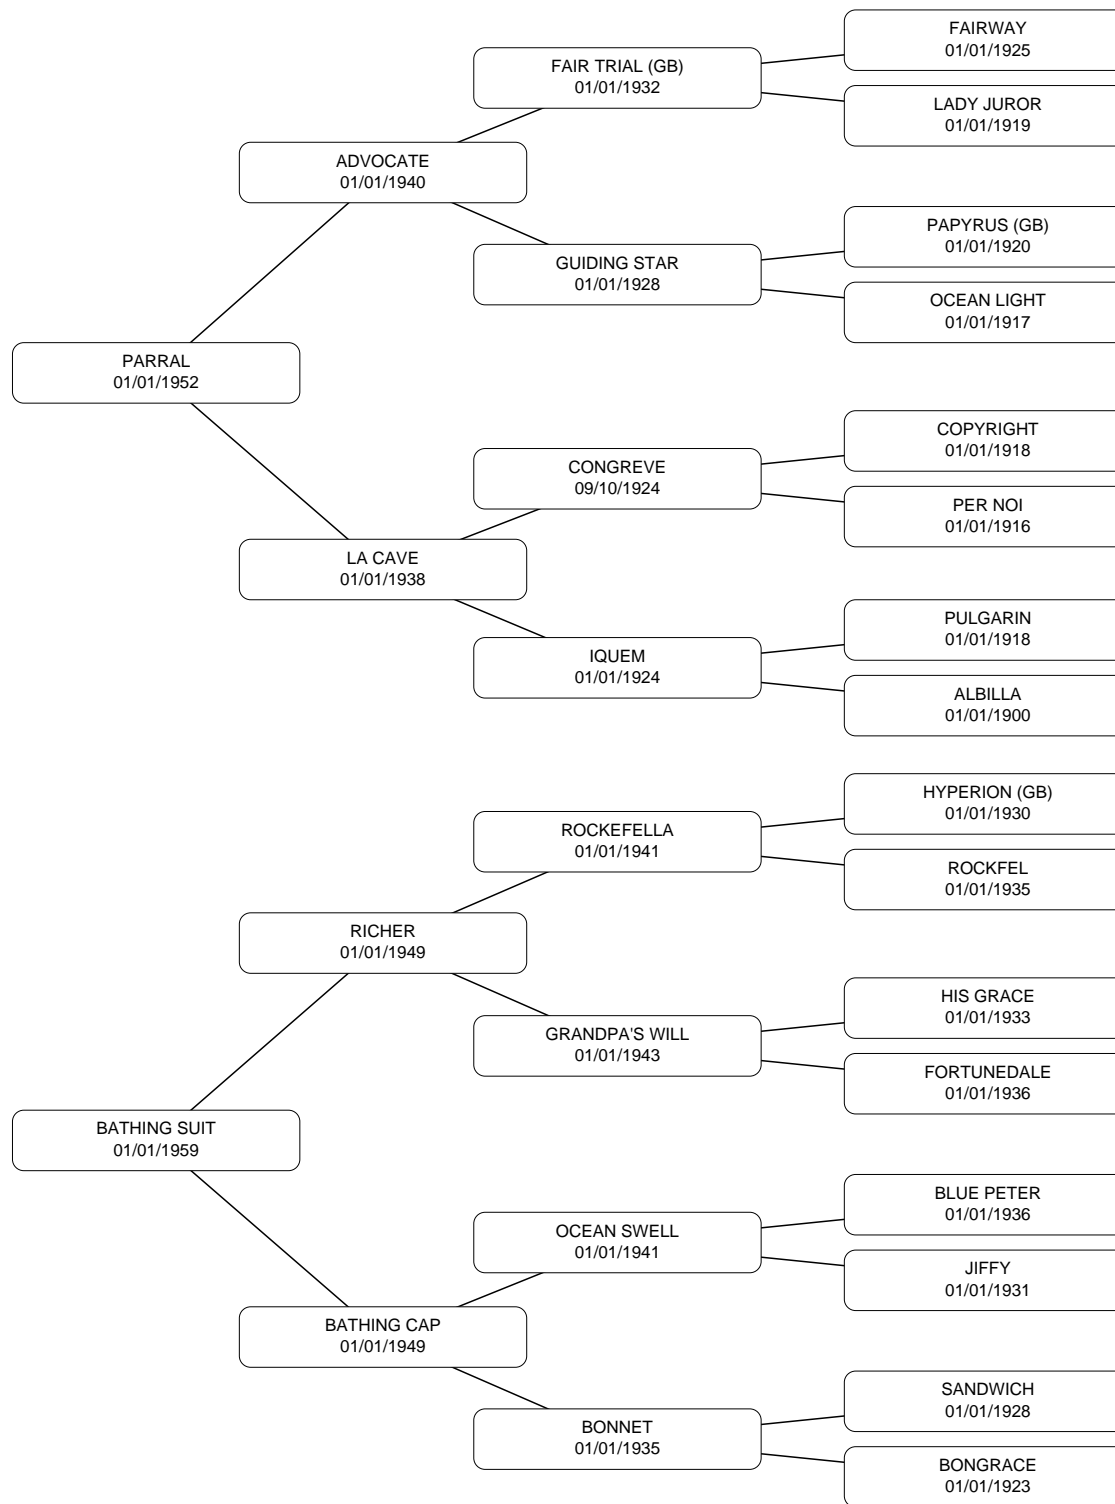 FAIRWAY
01/01/1925
FAIR TRIAL (GB)
01/01/1932
LADY JUROR
01/01/1919
ADVOCATE
01/01/1940
PAPYRUS (GB)
01/01/1920
GUIDING STAR
01/01/1928
OCEAN LIGHT
01/01/1917
PARRAL
01/01/1952
COPYRIGHT
01/01/1918
CONGREVE
09/10/1924
PER NOI
01/01/1916
LA CAVE
01/01/1938
PULGARIN
01/01/1918
IQUEM
01/01/1924
ALBILLA
01/01/1900
HYPERION (GB)
01/01/1930
ROCKEFELLA
01/01/1941
ROCKFEL
01/01/1935
RICHER
01/01/1949
HIS GRACE
01/01/1933
GRANDPA'S WILL
01/01/1943
FORTUNEDALE
01/01/1936
BATHING SUIT
01/01/1959
BLUE PETER
01/01/1936
OCEAN SWELL
01/01/1941
JIFFY
01/01/1931
BATHING CAP
01/01/1949
SANDWICH
01/01/1928
BONNET
01/01/1935
BONGRACE
01/01/1923